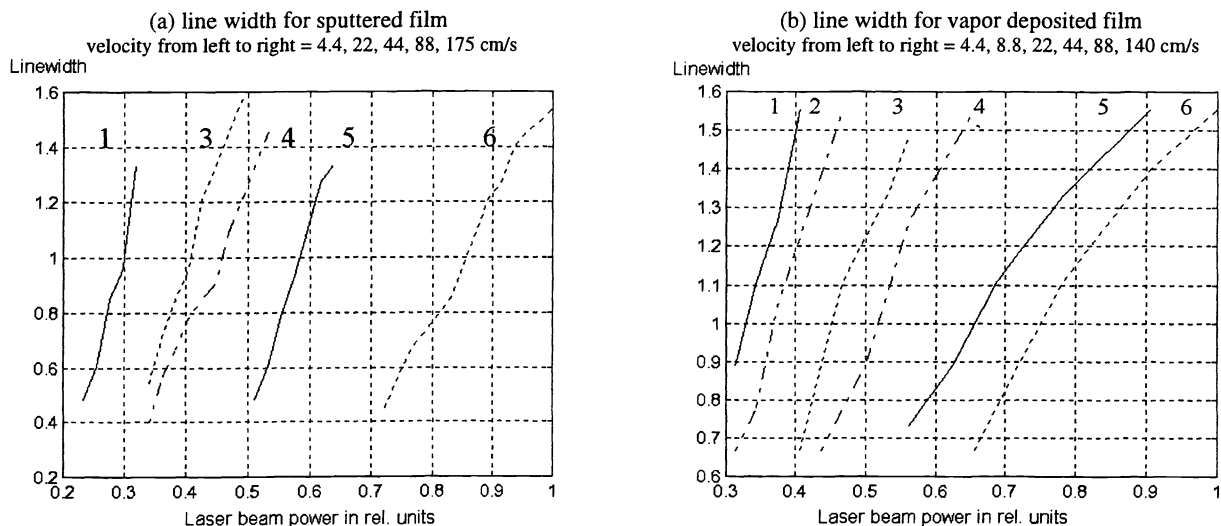 (a) line width for sputtered film
velocity from left to right = 4.4, 22, 44, 88, 175 cm/s
Linewidth
1.6
1.4
1.2
1
0.8
0.6
0.4
0.2
1 3 4 5 6
0.2 0.3 0.4 0.5 0.6 0.7 0.8 0.9 1
Laser beam power in rel. units
(b) line width for vapor deposited film
velocity from left to right = 4.4, 8.8, 22, 44, 88, 140 cm/s
Linewidth
1.6
1.5
1.4
1.3
1.2
1.1
1
0.9
0.8
0.7
0.6
1 2 3 4 5 6
0.3 0.4 0.5 0.6 0.7 0.8 0.9 1
Laser beam power in rel. units